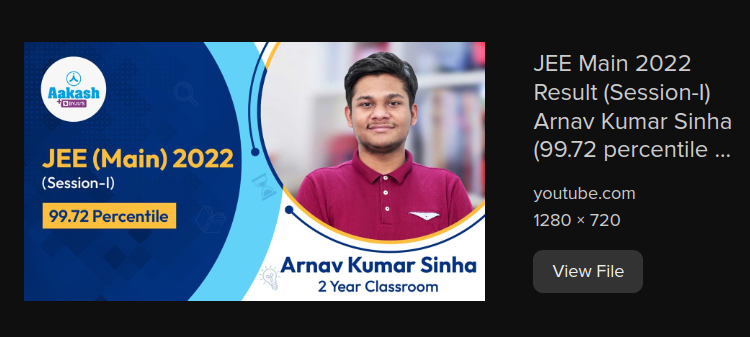 Aakash
+ BYJU'S
JEE (Main) 2022
(Session-I)
99.72 Percentile
Arnav Kumar Sinha
2 Year Classroom
JEE Main 2022
Result (Session-I)
Arnav Kumar Sinha
(99.72 percentile ...
youtube.com
1280 × 720
View File